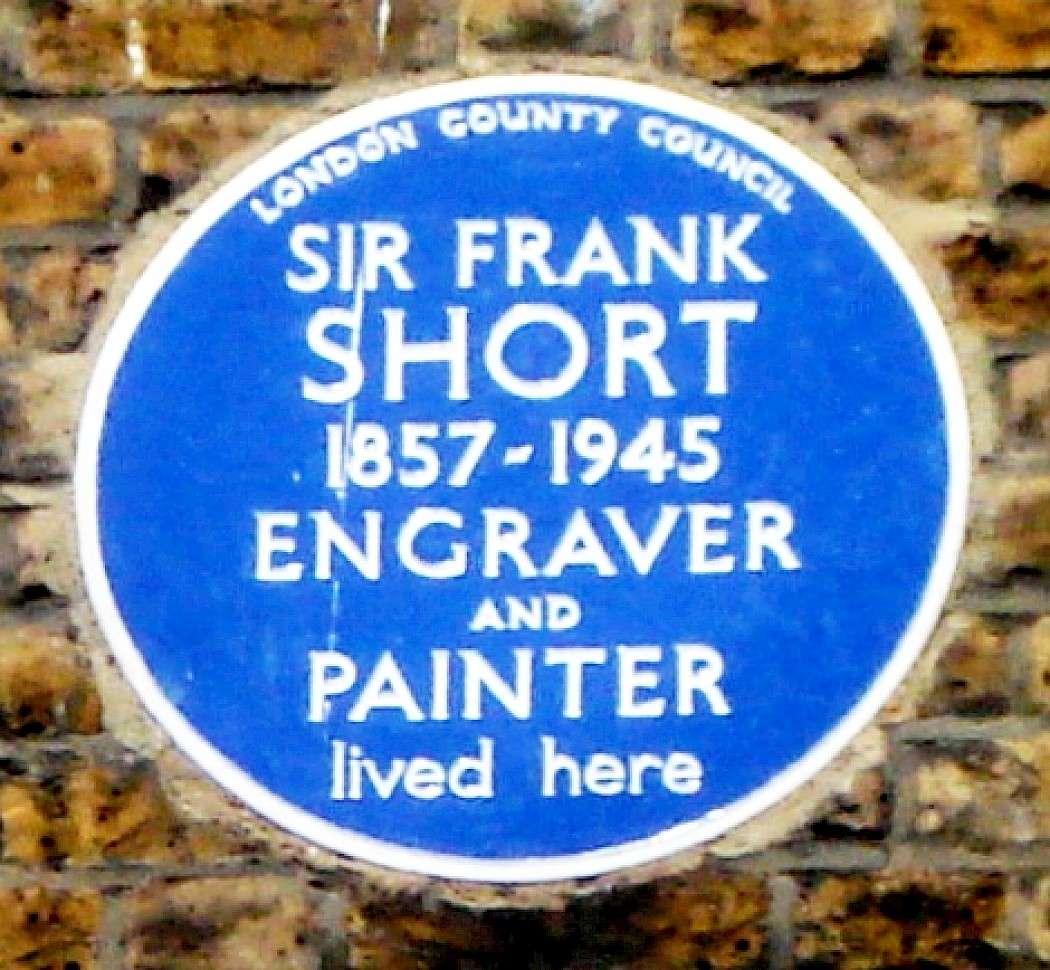 LONDON COUNTY COUNCIL
SIR FRANK
SHORT
1857-1945
ENGRAVER
AND
PAINTER
lived here